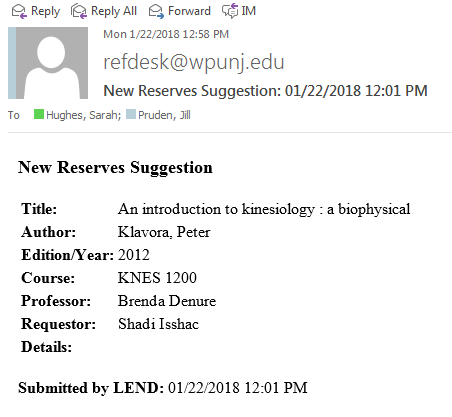 Reply Reply All Forward IM
Mon 1/22/2018 12:58 PM
refdesk@wpunj.edu
New Reserves Suggestion: 01/22/2018 12:01 PM
To Hughes, Sarah; Pruden, Jill
New Reserves Suggestion
Title: An introduction to kinesiology : a biophysical
Author: Klavora, Peter
Edition/Year: 2012
Course: KNES 1200
Professor: Brenda Denure
Requestor: Shadi Isshac
Details:
Submitted by LEND: 01/22/2018 12:01 PM